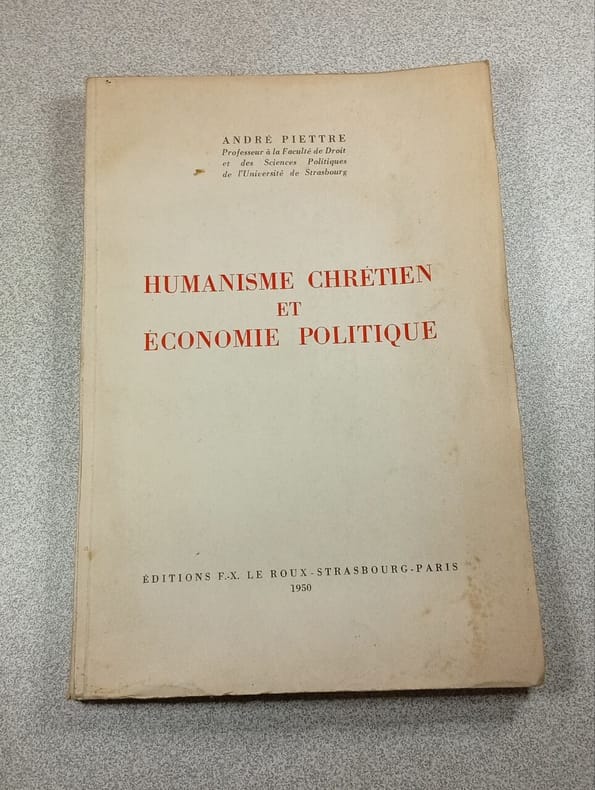 ANDRÉ PIETTRE
Professeur à la Faculté de Droit
et des Sciences Politiques
de l'Université de Strasbourg
HUMANISME CHRÉTIEN
ET
ÉCONOMIE POLITIQUE
ÉDITIONS F.-X. LE ROUX-STRASBOURG-PARIS
1950